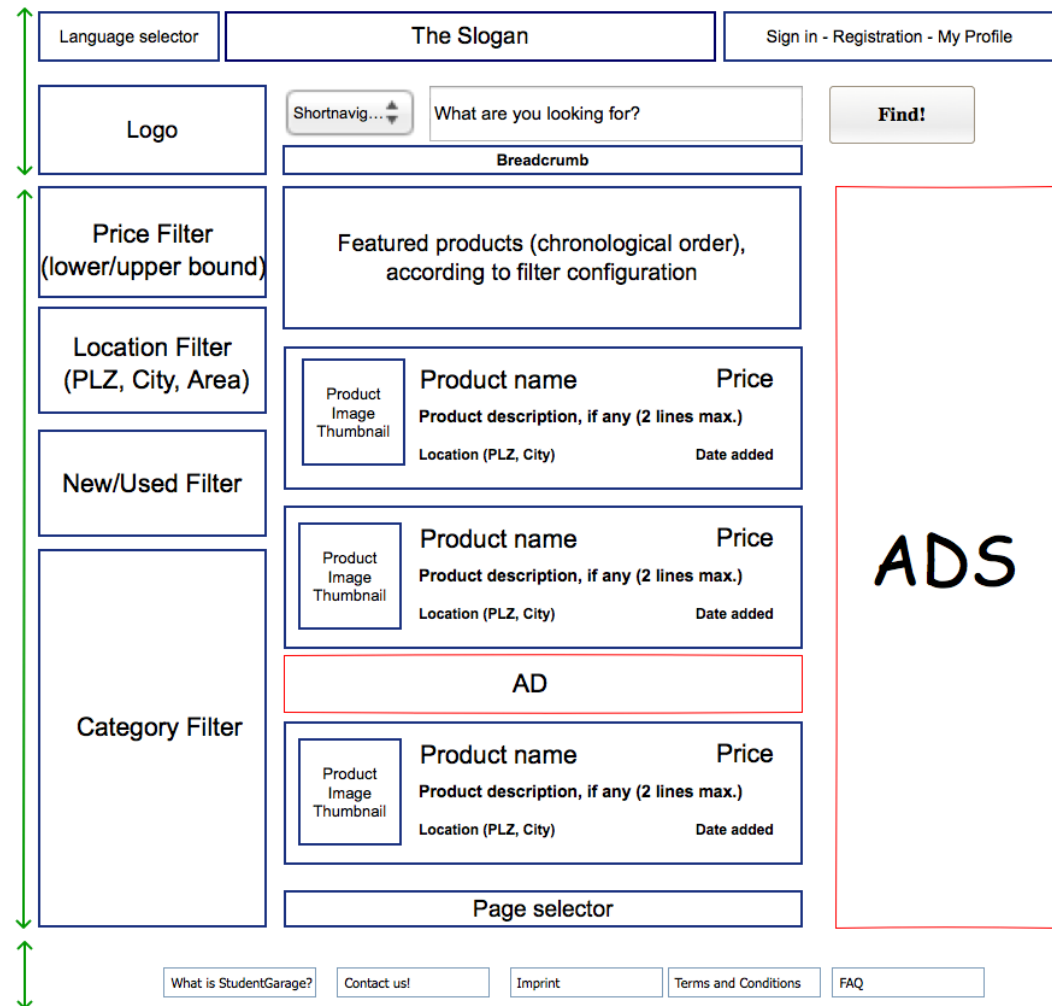 Language selector
The Slogan
Sign in - Registration - My Profile
Logo
Shortnavig...
What are you looking for?
Find!
Breadcrumb
Price Filter
(lower/upper bound)
Location Filter
(PLZ, City, Area)
New/Used Filter
Category Filter
Featured products (chronological order),
according to filter configuration
Product
Image
Thumbnail
Product name
Price
Product description, if any (2 lines max.)
Location (PLZ, City)
Date added
Product
Image
Thumbnail
Product name
Price
Product description, if any (2 lines max.)
Location (PLZ, City)
Date added
AD
Product
Image
Thumbnail
Product name
Price
Product description, if any (2 lines max.)
Location (PLZ, City)
Date added
Page selector
ADS
What is StudentGarage?
Contact us!
Imprint
Terms and Conditions
FAQ